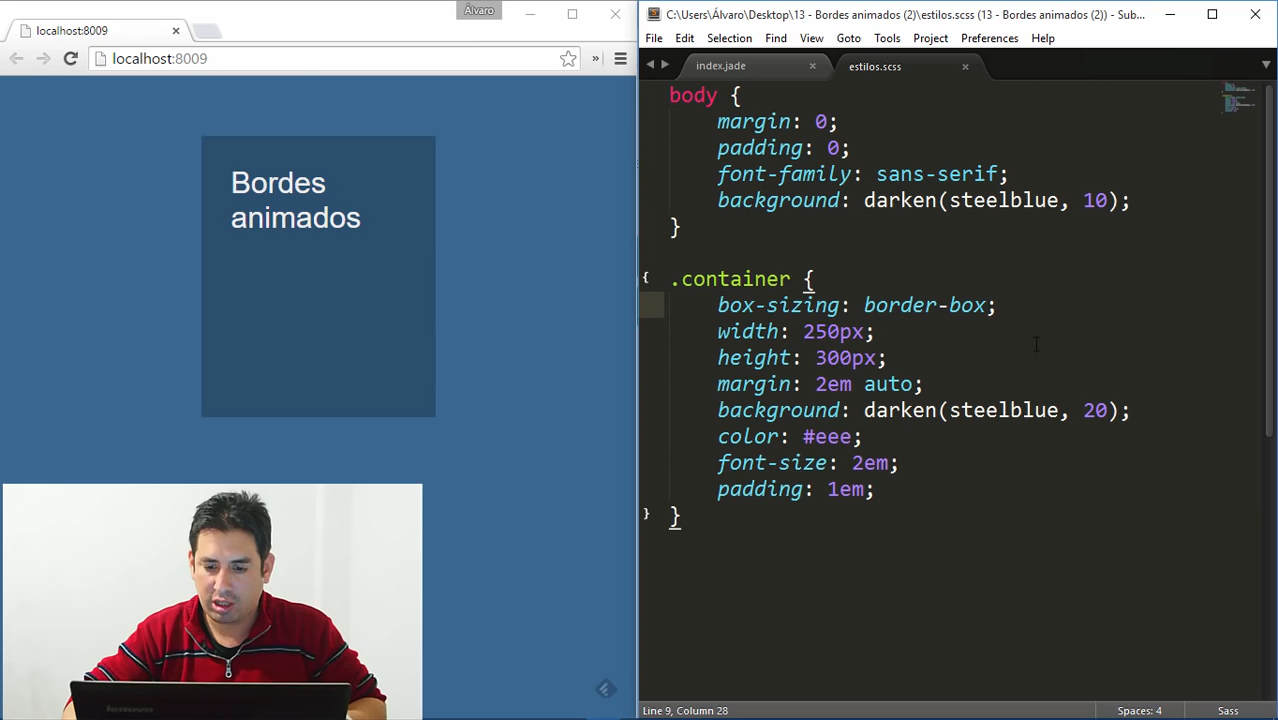 Álvaro
localhost:8009
localhost:8009
Bordes
animados
C:\Users\Álvaro\Desktop\13 - Bordes animados (2)\estilos.scss (13 - Bordes animados (2)) - Sub...
File Edit Selection Find View Goto Tools Project Preferences Help
index.jade
estilos.scss
body {
margin: 0;
padding: 0;
font-family: sans-serif;
background: darken(steelblue, 10);
}
.container {
box-sizing: border-box;
width: 250px;
height: 300px;
margin: 2em auto;
background: darken(steelblue, 20);
color: #eee;
font-size: 2em;
padding: 1em;
}
Line 9, Column 28
Spaces: 4
Sass